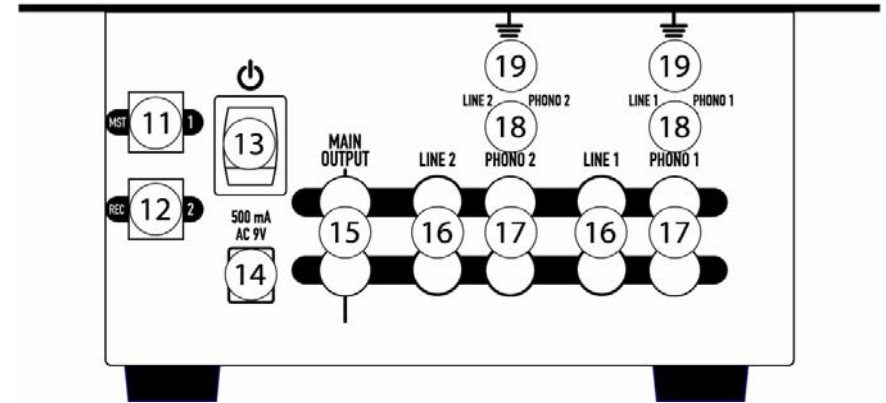 19 19
LINE 2 PHONO 2 LINE 1 PHONO 1
MST 11 1
18 18
13
MAIN
OUTPUT LINE 2 PHONO 2 LINE 1 PHONO 1
REC 12 2
500 mA
AC 9V
15 16 17 16 17
14